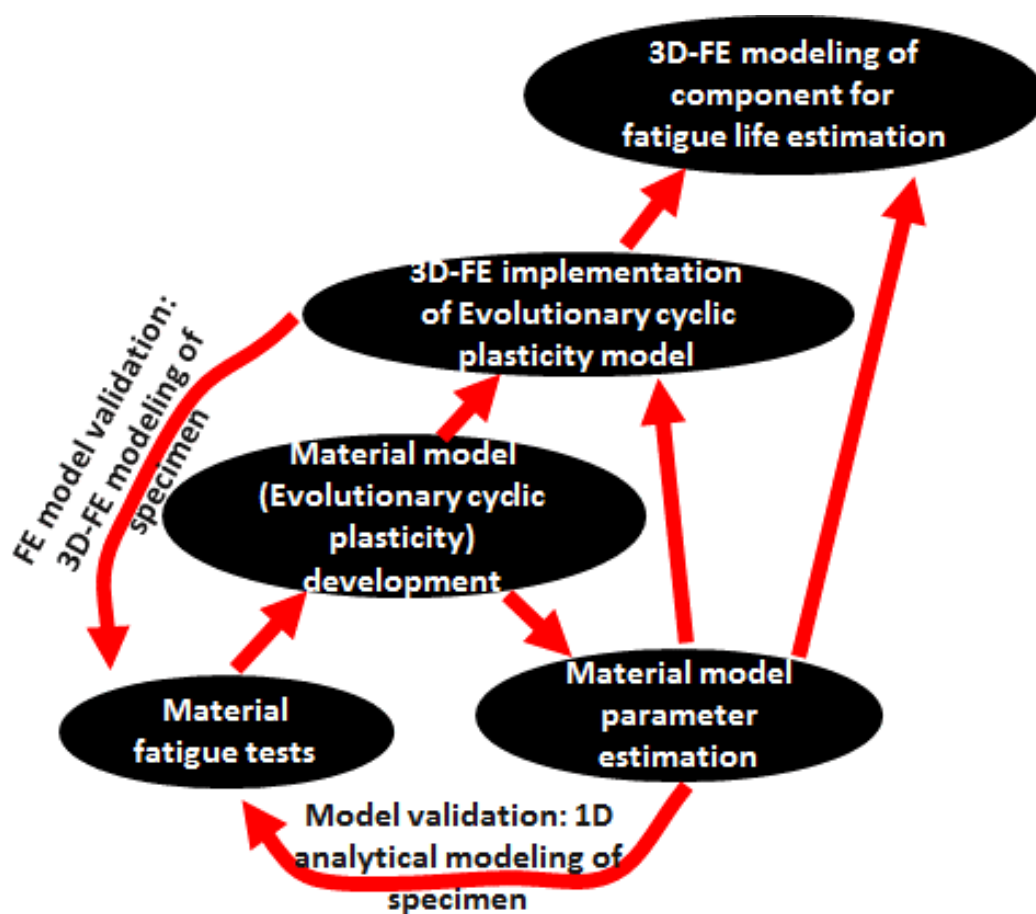 3D-FE modeling of
component for
fatigue life estimation
3D-FE implementation
of Evolutionary cyclic
plasticity model
FE model validation:
3D-FE modeling of
specimen
Material model
(Evolutionary cyclic
plasticity)
development
Material
fatigue tests
Material model
parameter
estimation
Model validation: 1D
analytical modeling of
specimen